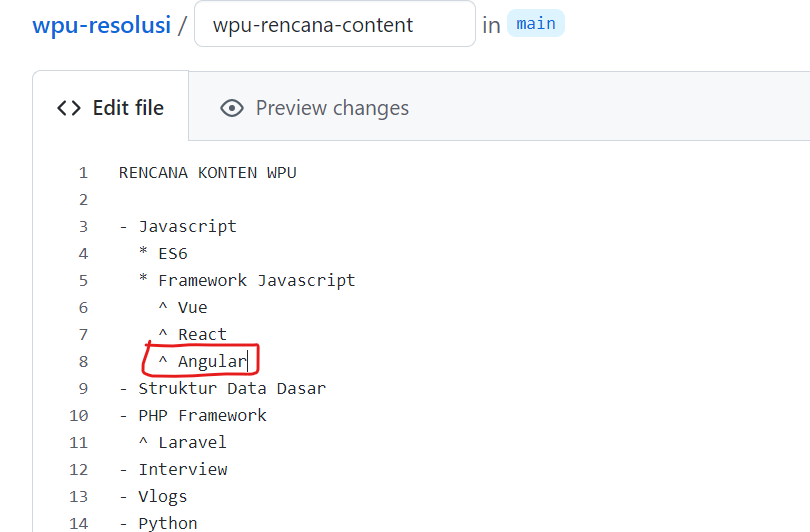 wpu-resolusi / wpu-rencana-content in main
<> Edit file Preview changes
1 RENCANA KONTEN WPU
2
3 - Javascript
4 * ES6
5 * Framework Javascript
6 ^ Vue
7 ^ React
8 ^ Angular
9 - Struktur Data Dasar
10 - PHP Framework
11 ^ Laravel
12 - Interview
13 - Vlogs
14 - Python